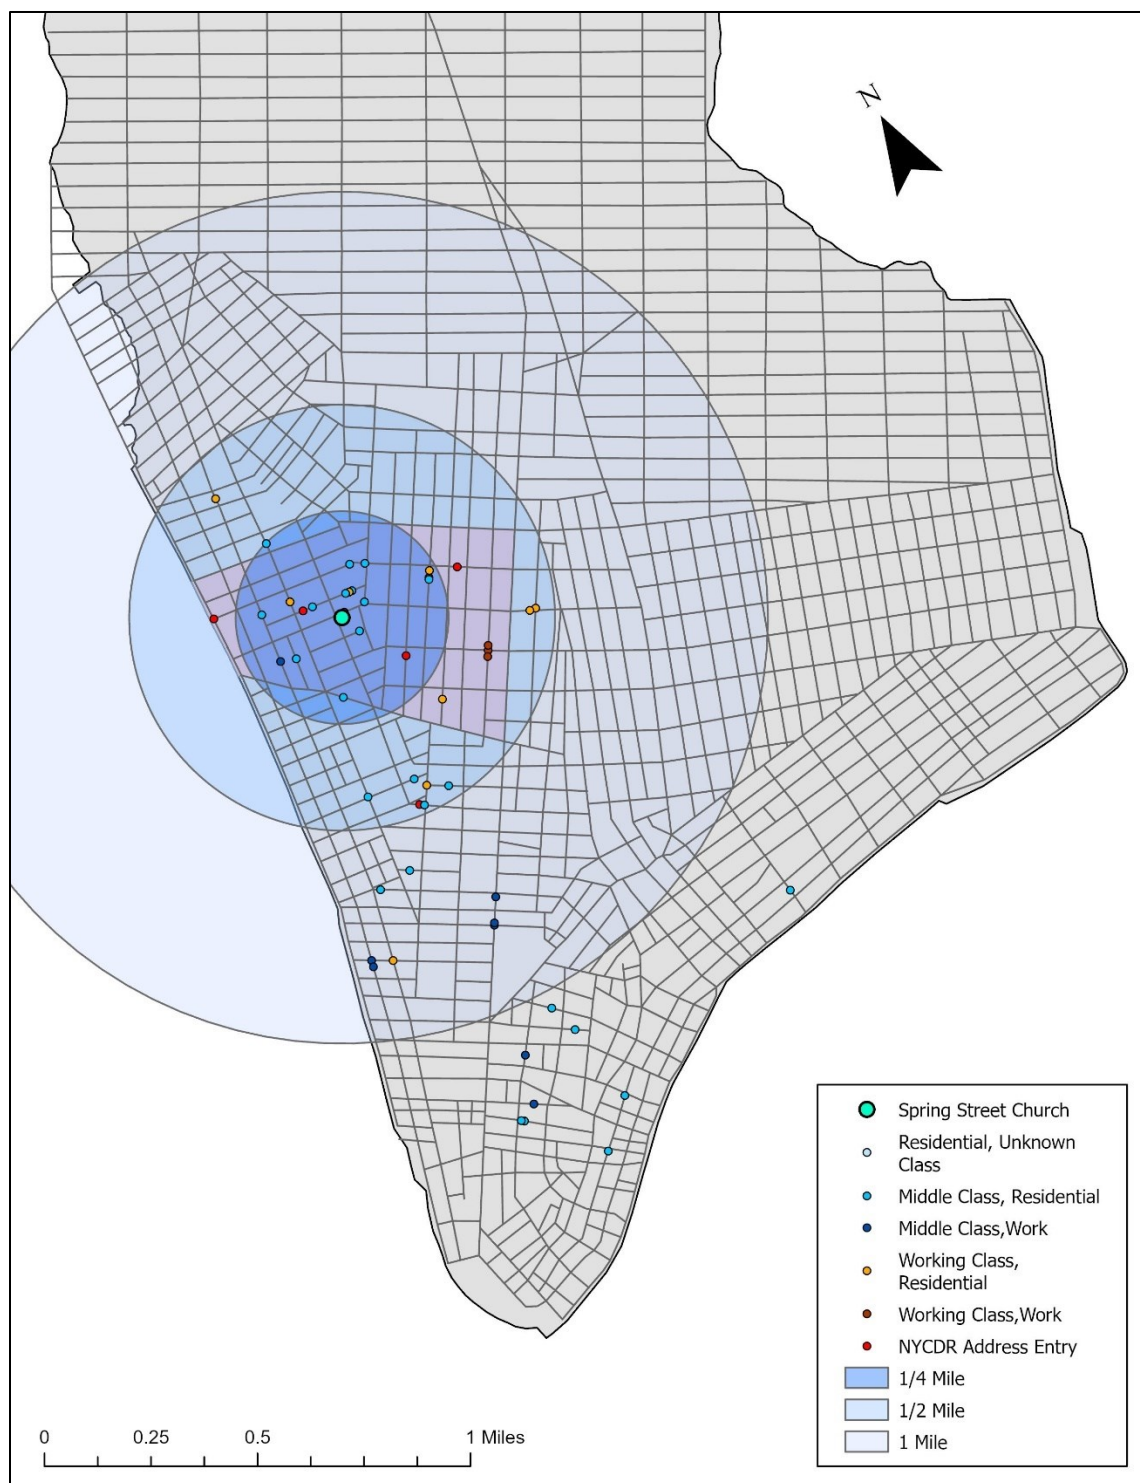 N
Spring Street Church
Residential, Unknown
Class
Middle Class, Residential
Middle Class,Work
Working Class,
Residential
Working Class,Work
NYCDR Address Entry
1/4 Mile
1/2 Mile
1 Mile
0 0.25 0.5 1 Miles